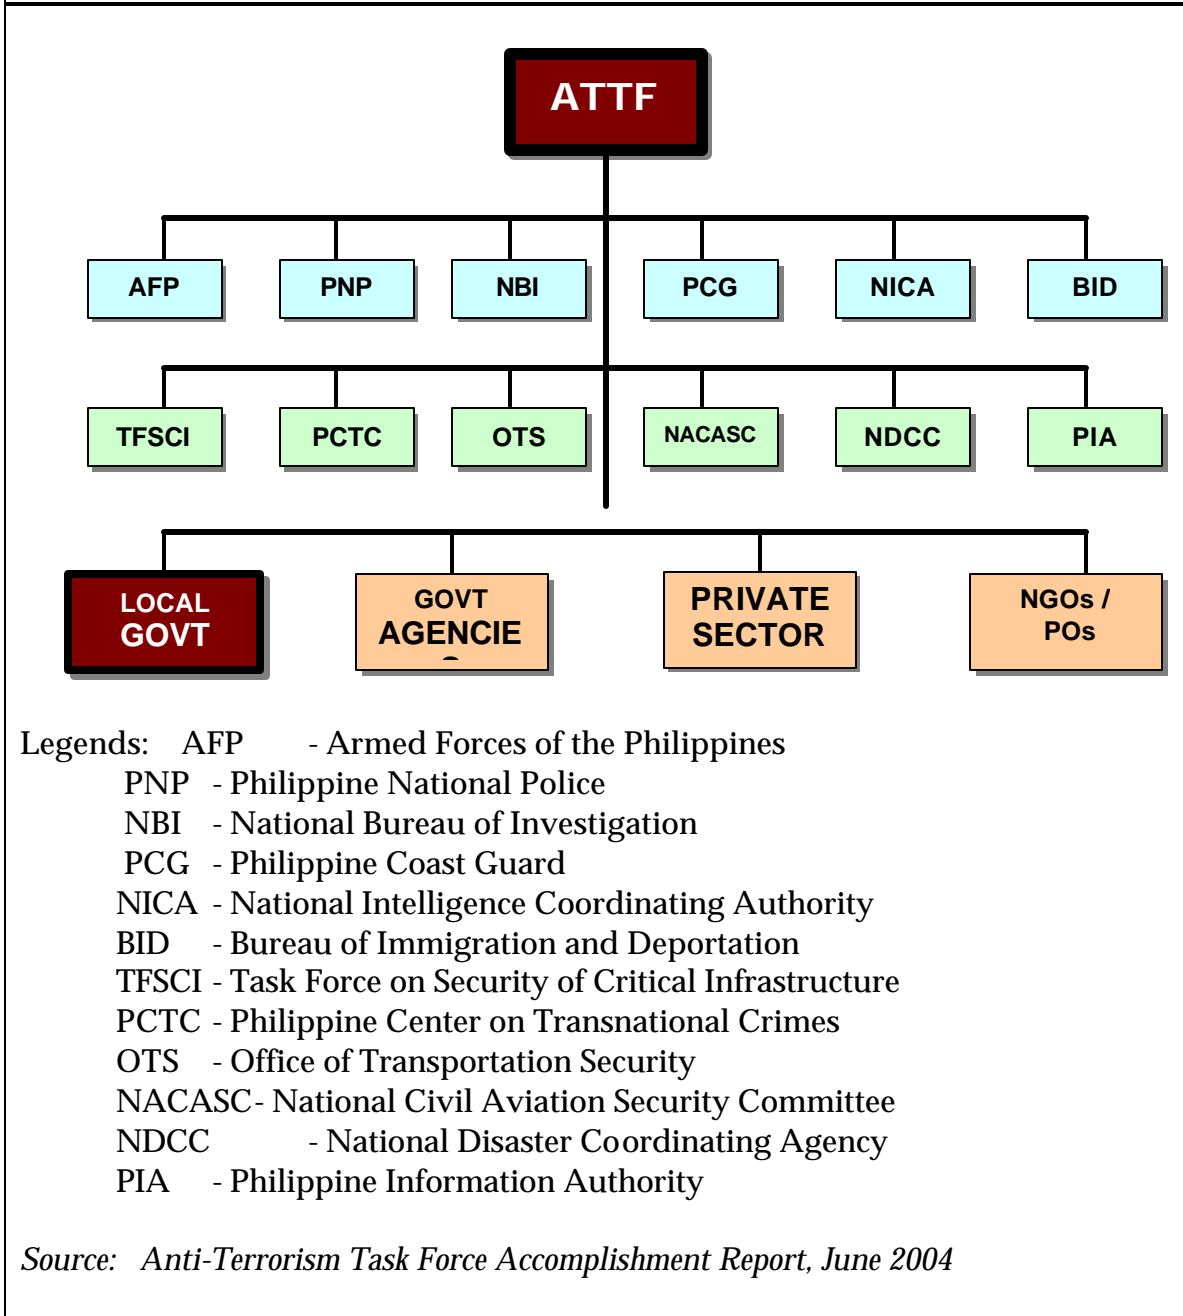 ATTF
AFP PNP NBI PCG NICA BID
TFSCI PCTC OTS NACASC NDCC PIA
LOCAL GOVT PRIVATE NGOs /
GOVT AGENCIE SECTOR POs
Legends: AFP - Armed Forces of the Philippines
PNP - Philippine National Police
NBI - National Bureau of Investigation
PCG - Philippine Coast Guard
NICA - National Intelligence Coordinating Authority
BID - Bureau of Immigration and Deportation
TFSCI - Task Force on Security of Critical Infrastructure
PCTC - Philippine Center on Transnational Crimes
OTS - Office of Transportation Security
NACASC- National Civil Aviation Security Committee
NDCC - National Disaster Coordinating Agency
PIA - Philippine Information Authority
Source: Anti-Terrorism Task Force Accomplishment Report, June 2004